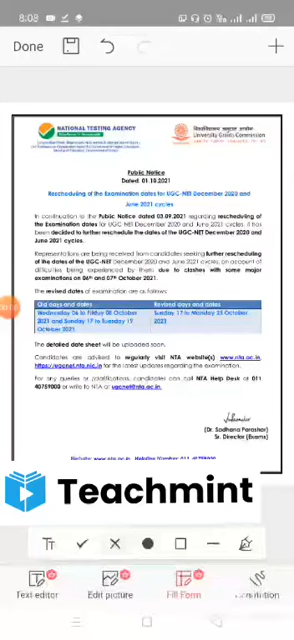 8:08
Done
NATIONAL TESTING AGENCY
University Grants Commission
Public Notice
Dated: 01.10.2021
Rescheduling of the Examination dates for UGC-NET December 2020 and
June 2021 cycles
In continuation to the Public Notice dated 03.09.2021 regarding rescheduling of
the Examination dates for UGC NET December 2020 and June 2021 cycles, it has
been decided to further reschedule the dates of the UGC-NET December 2020 and
June 2021 cycles.
Representations are being received from candidates seeking further rescheduling
of the dates of the UGC-NET December 2020 and June 2021 cycles, on account of
difficulties being experienced by them due to clashes with some major
examinations on 06th and 07th October 2021.
The revised dates of examination are as follows:
Old days and dates
Revised days and dates
Wednesday 06 to Friday 08 October
2021 and Sunday 17 to Tuesday 19
October 2021
Sunday 17 to Monday 25 October
2021
The detailed date sheet will be uploaded soon.
Candidates are advised to regularly visit NTA website(s) www.nta.ac.in,
https://ugcnet.nta.nic.in for the latest updates regarding the examination.
For any queries or clarifications, candidates can call NTA Help Desk at 011
40759000 or write to NTA at ugcnet@nta.ac.in.
(Dr. Sadhana Parashar)
Sr. Director (Exams)
Teachmint
Text editor
Edit picture
Fill Form